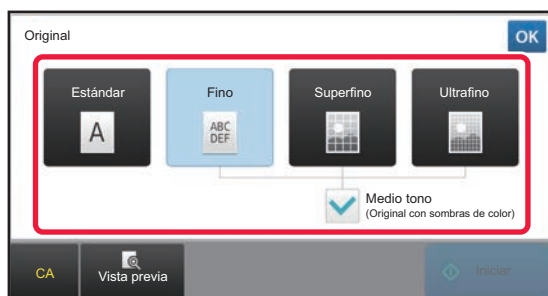 Original
OK
Estándar
Fino
Superfino
Ultrafino
A
ABC
DEF
Medio tono
(Original con sombras de color)
CA
Vista previa
Iniciar